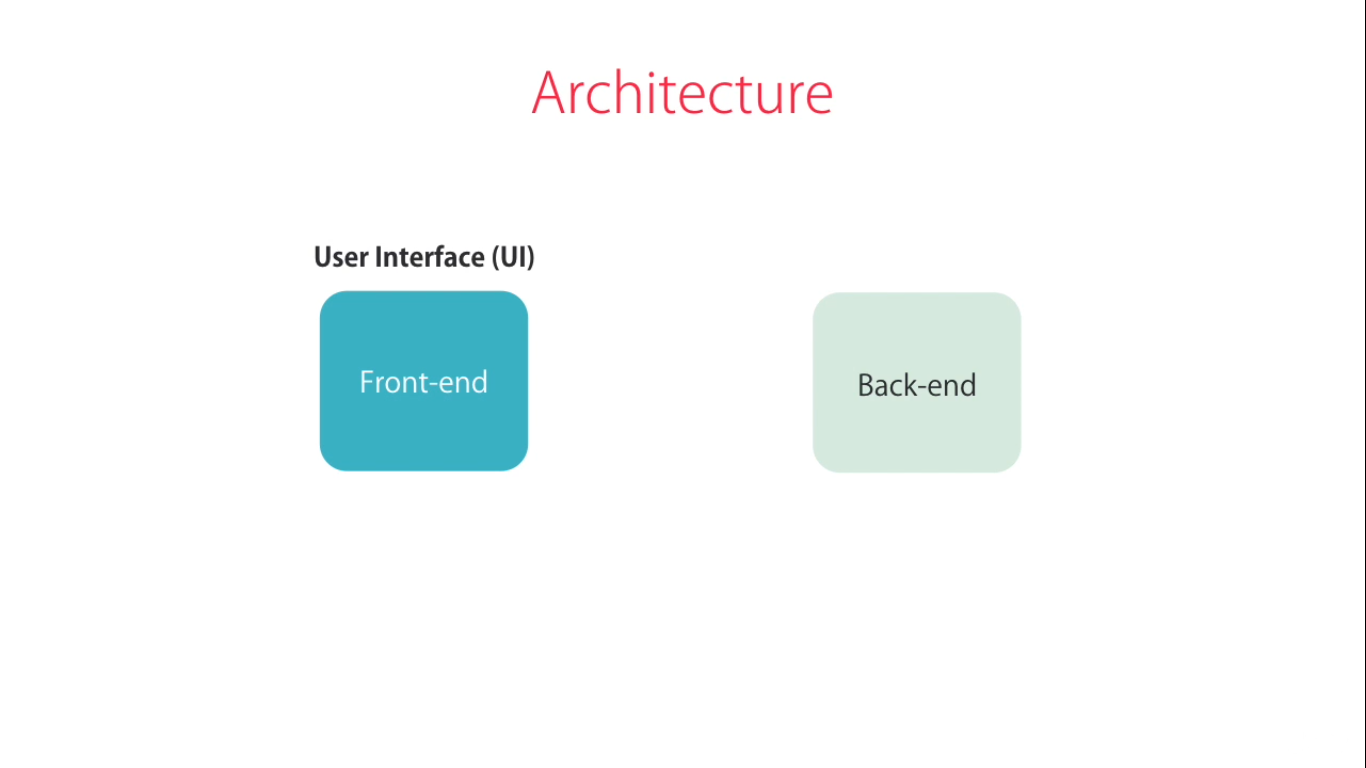 Architecture
User Interface (UI)
Front-end
Back-end